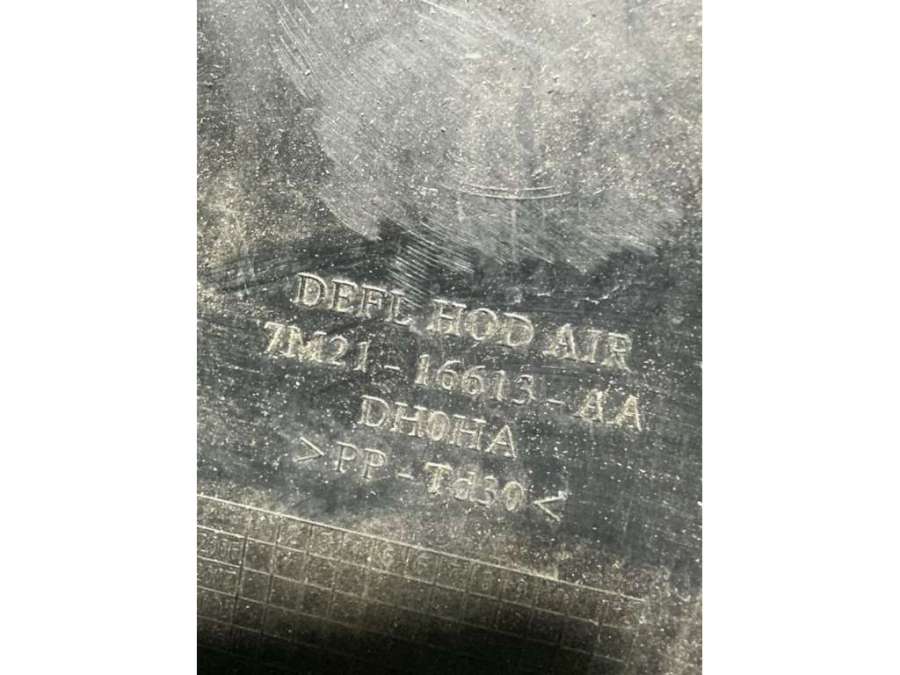 DEFL HOD AIR
7M21-16613-AA
DH0HA
>PP-Td30<